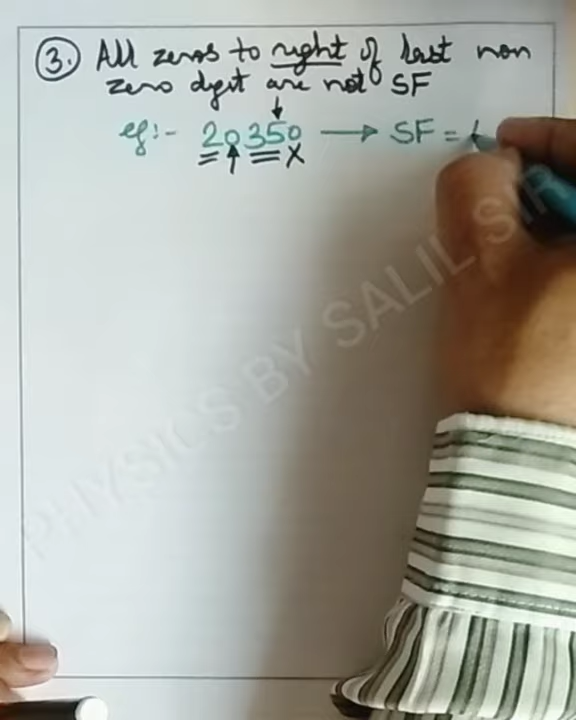 ③. All zeros to right of last non
zero digit are not SF
eg:- 20350 → SF =
PHYSICS BY SALIL SIR